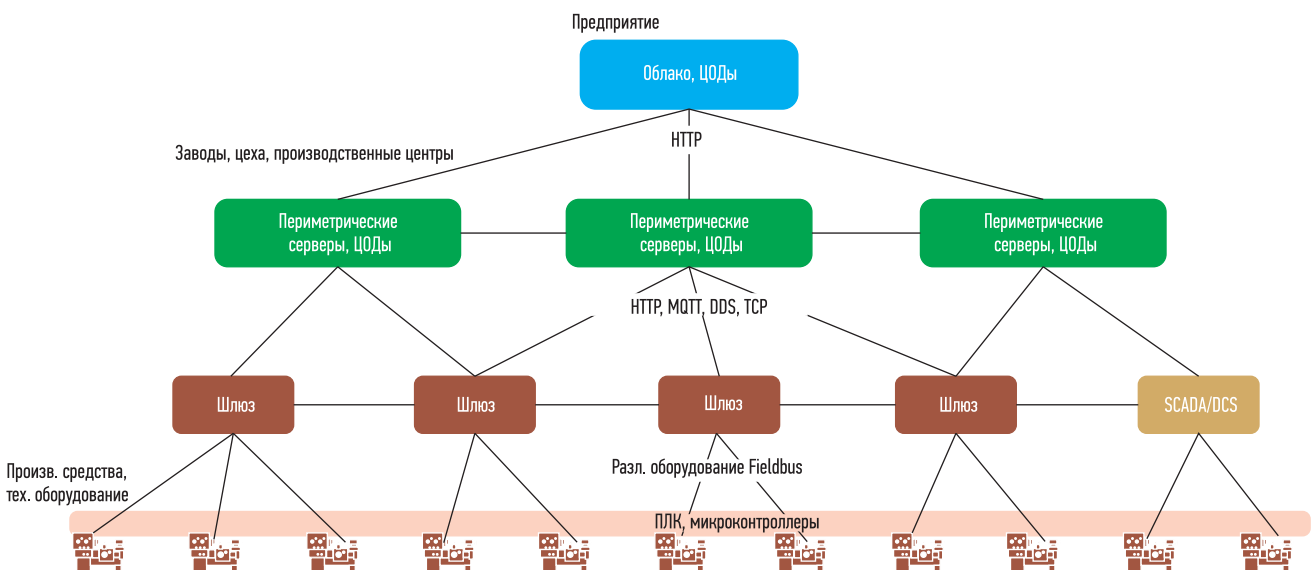 Предприятие
Облако, ЦОДы
HTTP
Заводы, цеха, производственные центры
Периметрические
серверы, ЦОДы
Периметрические
серверы, ЦОДы
Периметрические
серверы, ЦОДы
HTTP, MQTT, DDS, TCP
Шлюз
Шлюз
Шлюз
Шлюз
SCADA/DCS
Произв. средства,
тех. оборудование
Разл. оборудование Fieldbus
ПЛК, микроконтроллеры